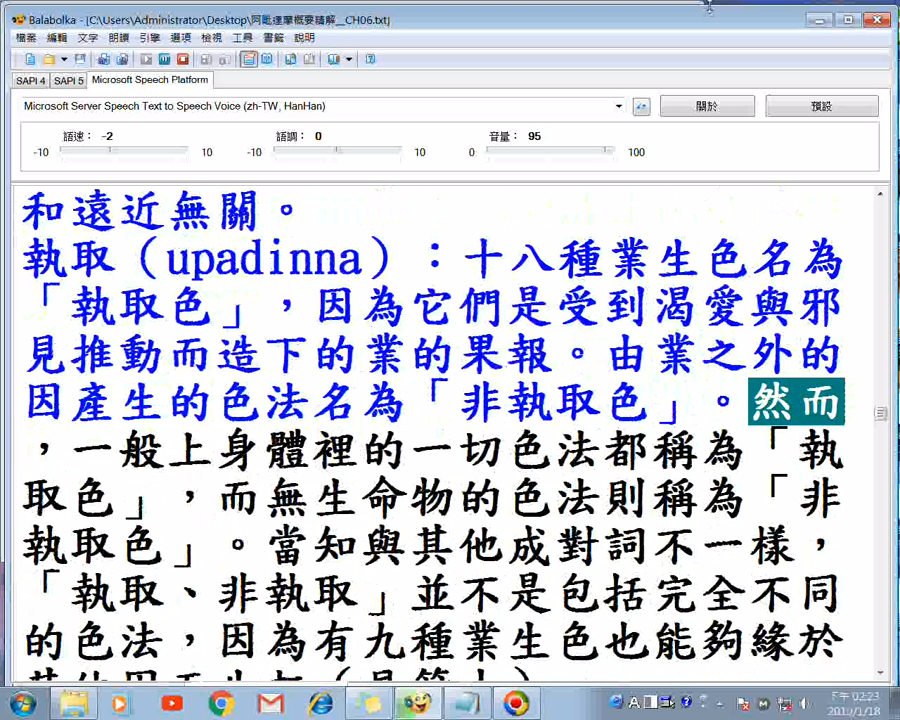 Balabolka - [C:\Users\Administrator\Desktop\阿毗達摩概要精解__CH06.txt]
檔案 編輯 文字 朗讀 引擎 選項 檢視 工具 書籤 說明
SAPI 4 SAPI 5 Microsoft Speech Platform
Microsoft Server Speech Text to Speech Voice (zh-TW, HanHan) 關於 預設
語速： -2 語調： 0 音量： 95
-10 10 -10 10 0 100
和遠近無關。
執取（upadinna）：十八種業生色名為
「執取色」，因為它們是受到渴愛與邪
見推動而造下的業的果報。由業之外的
因產生的色法名為「非執取色」。然而
，一般上身體裡的一切色法都稱為「執
取色」，而無生命物的色法則稱為「非
執取色」。當知與其他成對詞不一樣，
「執取、非執取」並不是包括完全不同
的色法，因為有九種業生色也能夠緣於
下午 02:23
2019/1/18